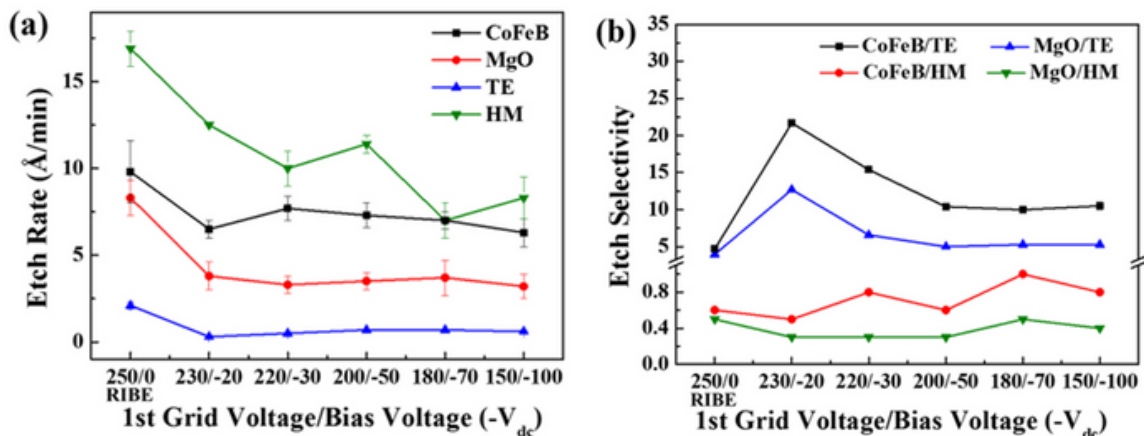 (a)
CoFeB
MgO
TE
HM
Etch Rate (Å/min)
15
10
5
0
250/0 230/-20 220/-30 200/-50 180/-70 150/-100
RIBE
1st Grid Voltage/Bias Voltage (-Vdc)
(b)
CoFeB/TE MgO/TE
CoFeB/HM MgO/HM
Etch Selectivity
35
30
25
20
15
10
5
0.8
0.4
0.0
250/0 230/-20 220/-30 200/-50 180/-70 150/-100
RIBE
1st Grid Voltage/Bias Voltage (-Vdc)